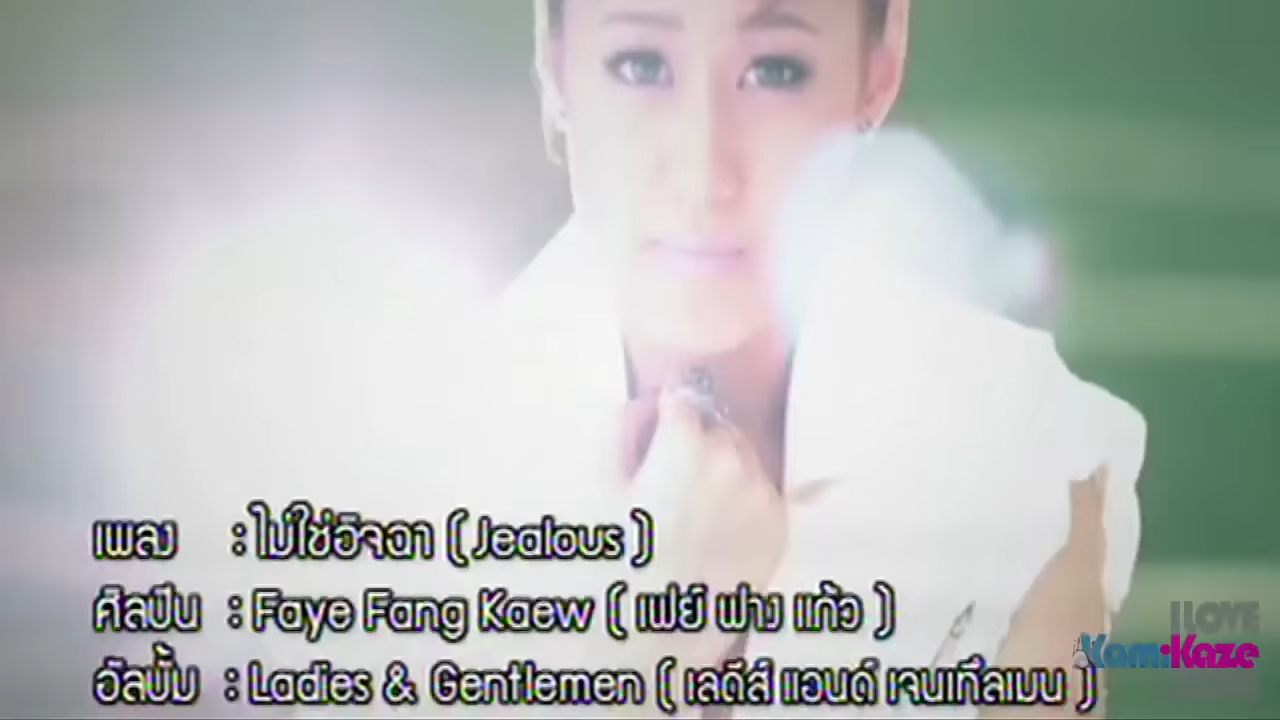 เพลง : ไม่ใช่อิจฉา ( Jealous )
ศิลปิน : Faye Fang Kaew ( เฟย์ ฟาง แก้ว )
อัลบั้ม : Ladies & Gentlemen ( เลดีส์ แอนด์ เจนเทิลเมน )
I LOVE
Kamikaze